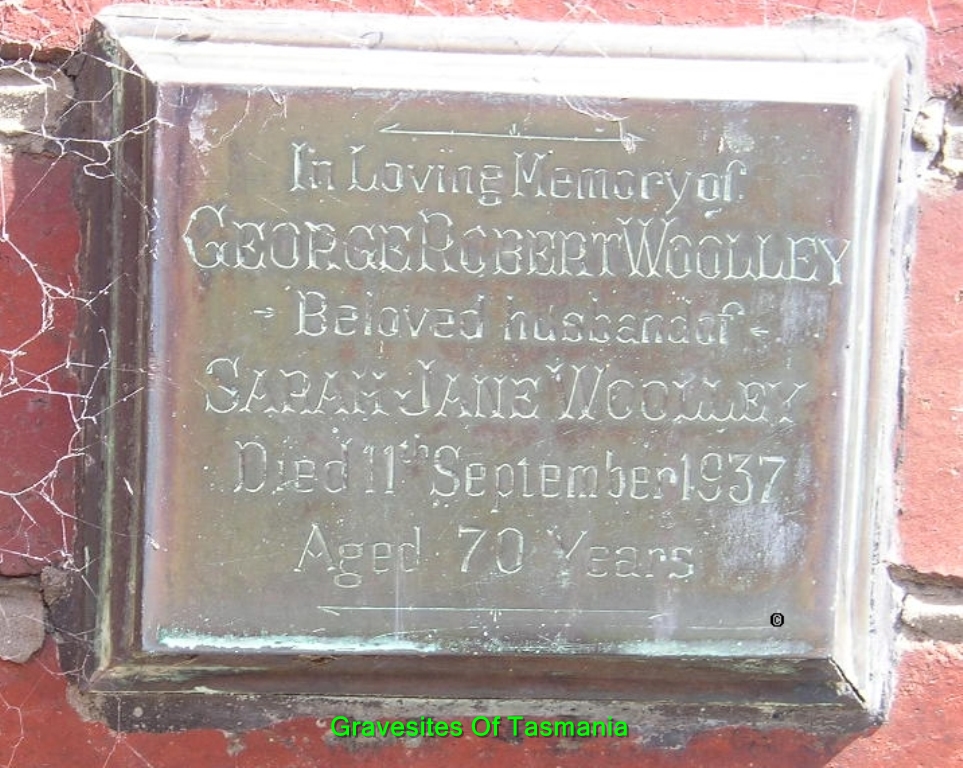 In Loving Memory of
GEORGE ROBERT WOOLLEY
Beloved husband of
SARAH JANE WOOLLEY
Died 11th September 1937
Aged 70 Years
©
Gravesites Of Tasmania